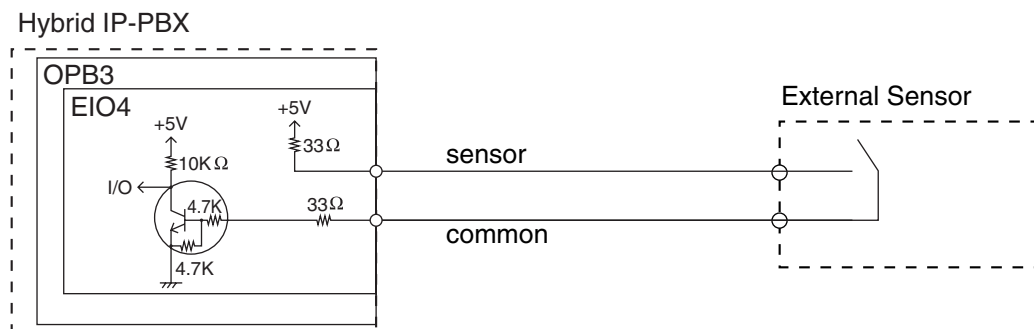 Hybrid IP-PBX
OPB3
EIO4
External Sensor
+5V
+5V
33Ω
10KΩ
sensor
I/O
4.7K
33Ω
common
4.7K